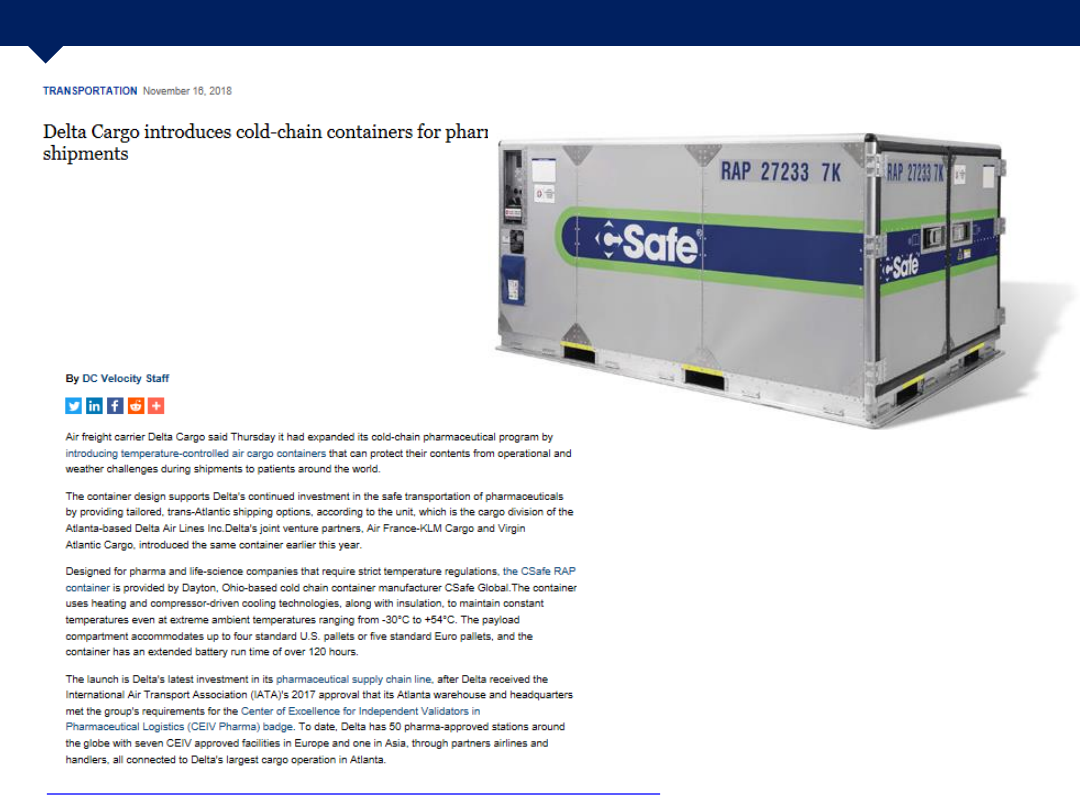 TRANSPORTATION November 16, 2018
Delta Cargo introduces cold-chain containers for
shipments
RAP 27233 7K
RAP 27233 7K
CSafe®
CSafe
By DC Velocity Staff
Air freight carrier Delta Cargo said Thursday it had expanded its cold-chain pharmaceutical program by
introducing temperature-controlled air cargo containers that can protect their contents from operational and
weather challenges during shipments to patients around the world.
The container design supports Delta's continued investment in the safe transportation of pharmaceuticals
by providing tailored, trans-Atlantic shipping options, according to the unit, which is the cargo division of the
Atlanta-based Delta Air Lines Inc.Delta's joint venture partners, Air France-KLM Cargo and Virgin
Atlantic Cargo, introduced the same container earlier this year.
Designed for pharma and life-science companies that require strict temperature regulations, the CSafe RAP
container is provided by Dayton, Ohio-based cold chain container manufacturer CSafe Global.The container
uses heating and compressor-driven cooling technologies, along with insulation, to maintain constant
temperatures even at extreme ambient temperatures ranging from -30°C to +54°C. The payload
compartment accommodates up to four standard U.S. pallets or five standard Euro pallets, and the
container has an extended battery run time of over 120 hours.
The launch is Delta's latest investment in its pharmaceutical supply chain line, after Delta received the
International Air Transport Association (IATA)'s 2017 approval that its Atlanta warehouse and headquarters
met the group's requirements for the Center of Excellence for Independent Validators in
Pharmaceutical Logistics (CEIV Pharma) badge. To date, Delta has 50 pharma-approved stations around
the globe with seven CEIV approved facilities in Europe and one in Asia, through partners airlines and
handlers, all connected to Delta's largest cargo operation in Atlanta.